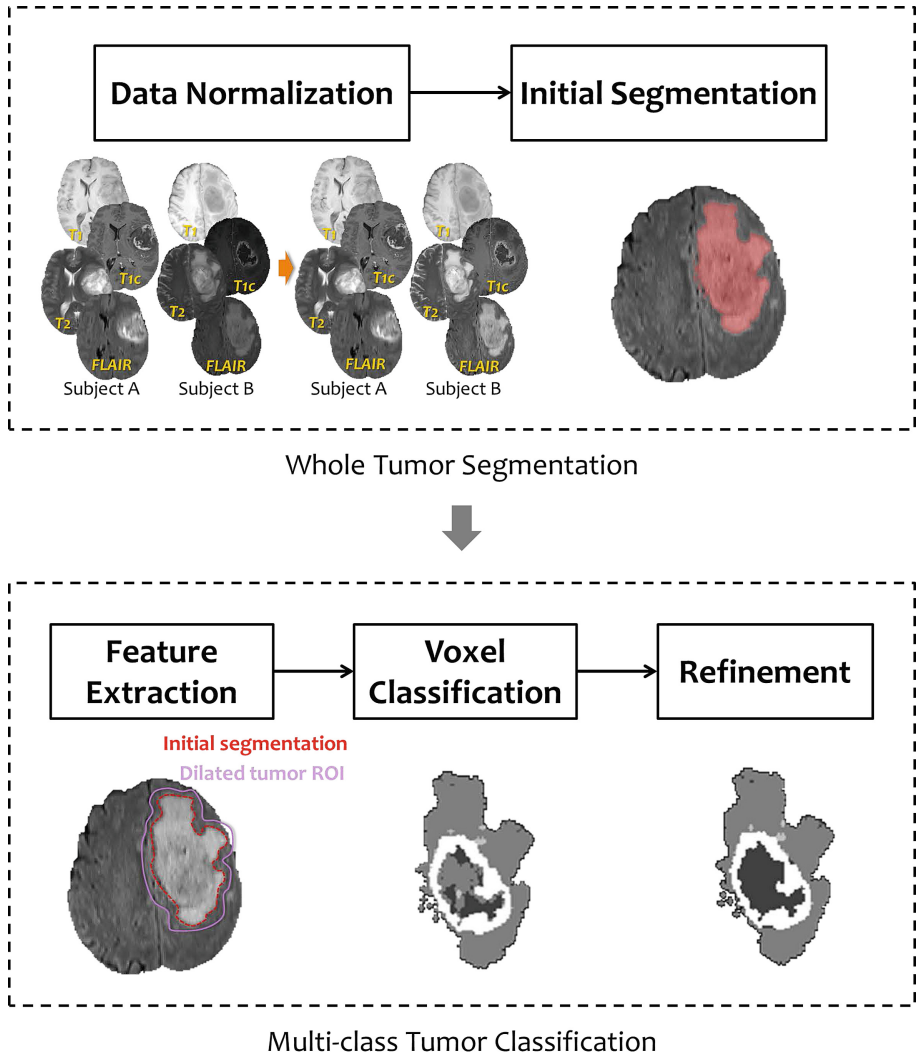 Data Normalization
Initial Segmentation
T1
T1c
T2
FLAIR
Subject A
T1
T1c
T2
FLAIR
Subject B
T1
T1c
T2
FLAIR
Subject A
T1
T1c
T2
FLAIR
Subject B
Whole Tumor Segmentation
Feature
Extraction
Voxel
Classification
Refinement
Initial segmentation
Dilated tumor ROI
Multi-class Tumor Classification